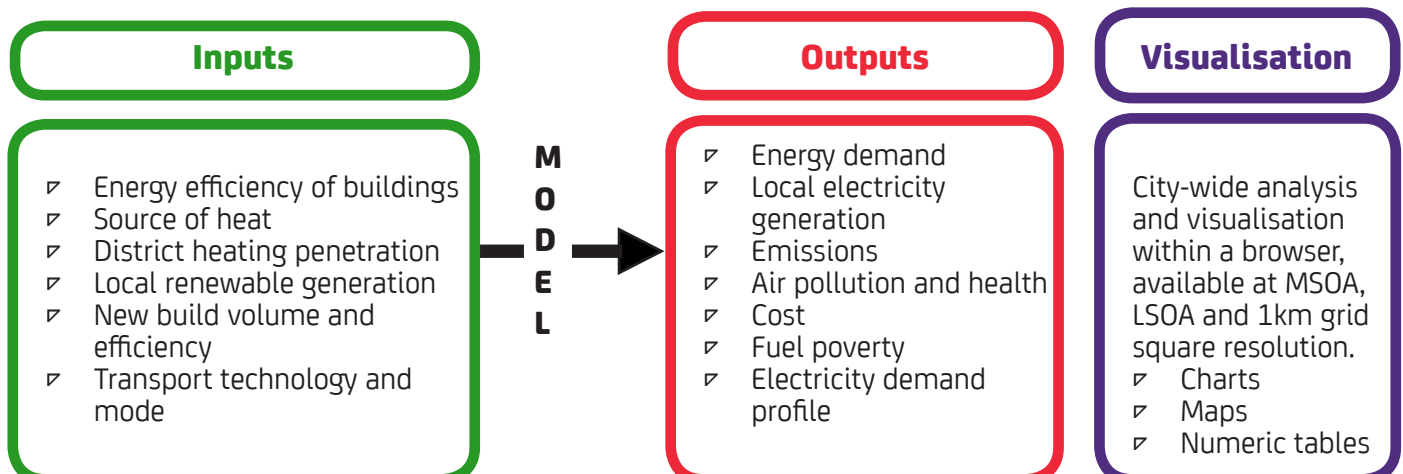 Inputs
Energy efficiency of buildings
Source of heat
District heating penetration
Local renewable generation
New build volume and
efficiency
Transport technology and
mode
M
O
D
E
L
Outputs
Energy demand
Local electricity
generation
Emissions
Air pollution and health
Cost
Fuel poverty
Electricity demand
profile
Visualisation
City-wide analysis
and visualisation
within a browser,
available at MSOA,
LSOA and 1km grid
square resolution.
Charts
Maps
Numeric tables